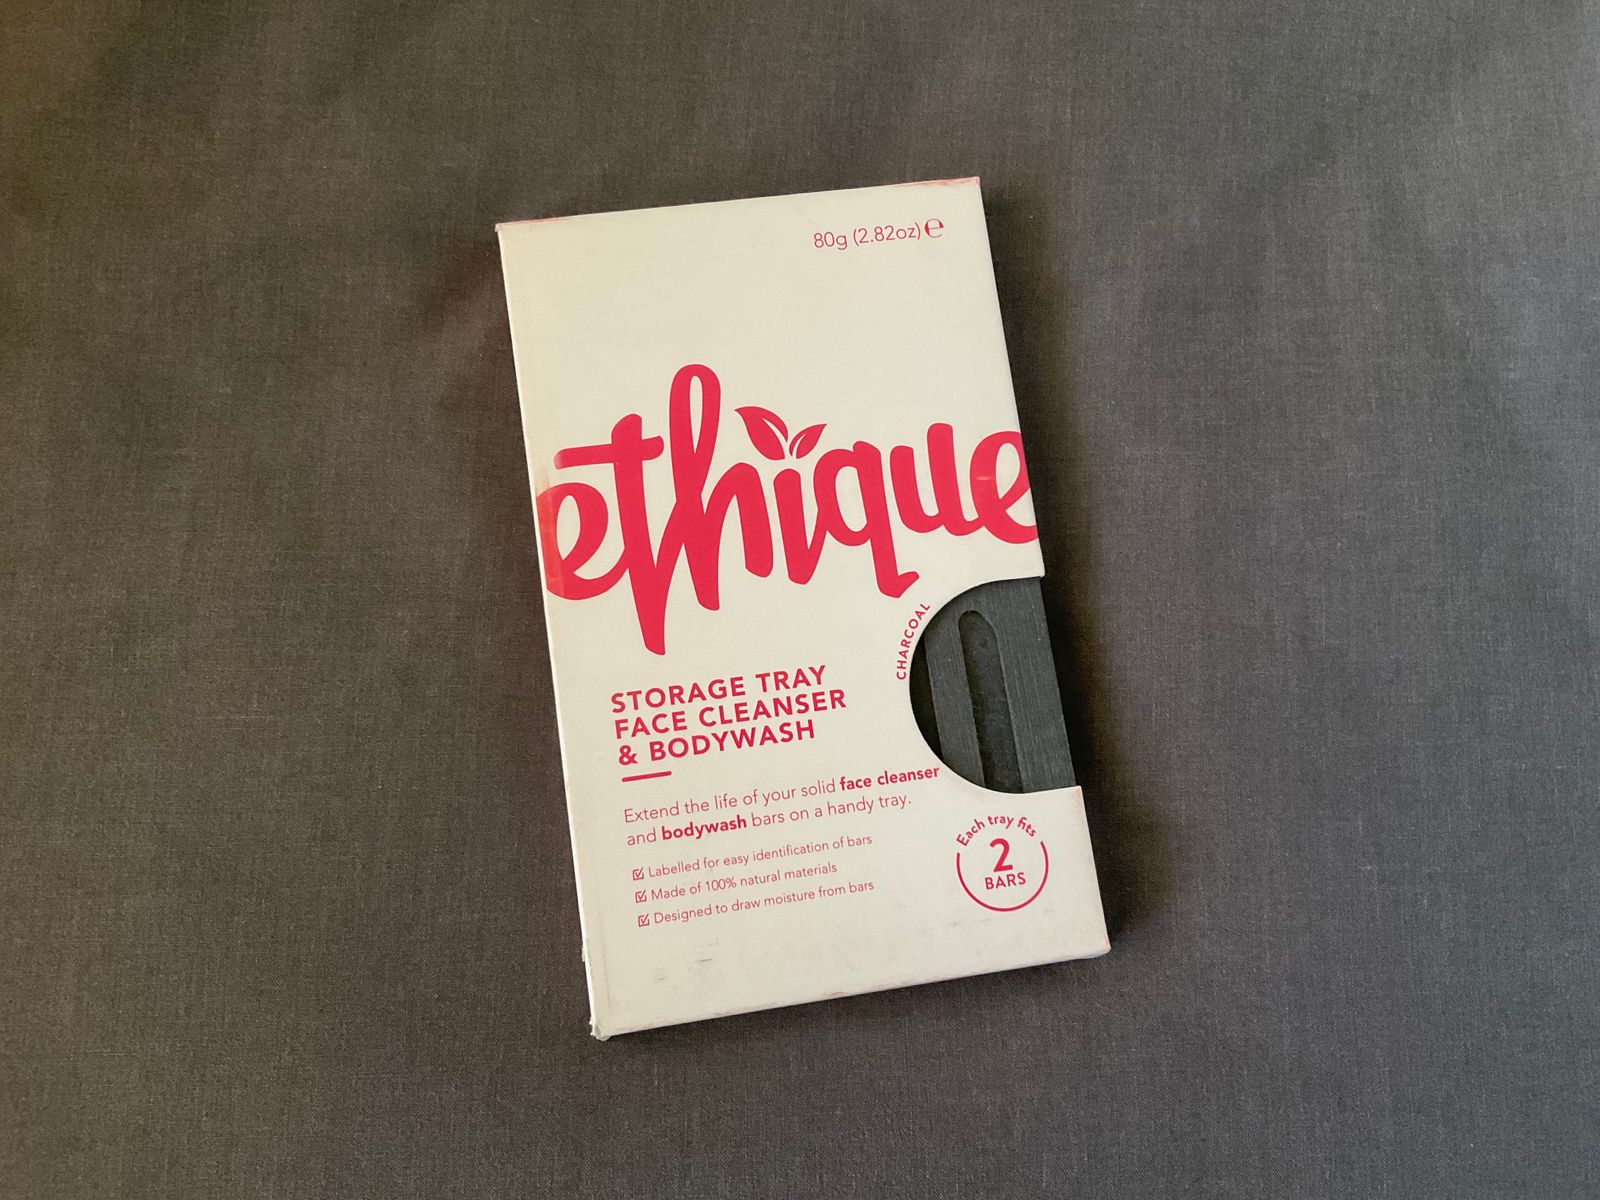 80g (2.82oz) ℮
ethique
CHARCOAL
STORAGE TRAY
FACE CLEANSER
& BODYWASH
Extend the life of your solid face cleanser
and bodywash bars on a handy tray.
Labelled for easy identification of bars
Made of 100% natural materials
Designed to draw moisture from bars
Each tray fits
2
BARS